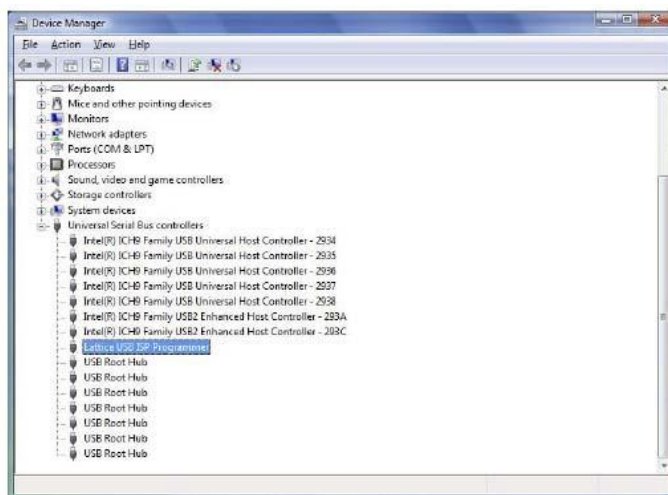 Device Manager
File Action View Help
Keyboards
Mice and other pointing devices
Monitors
Network adapters
Ports (COM & LPT)
Processors
Sound, video and game controllers
Storage controllers
System devices
Universal Serial Bus controllers
Intel(R) ICH9 Family USB Universal Host Controller - 2934
Intel(R) ICH9 Family USB Universal Host Controller - 2935
Intel(R) ICH9 Family USB Universal Host Controller - 2936
Intel(R) ICH9 Family USB Universal Host Controller - 2937
Intel(R) ICH9 Family USB Universal Host Controller - 2938
Intel(R) ICH9 Family USB2 Enhanced Host Controller - 293A
Intel(R) ICH9 Family USB2 Enhanced Host Controller - 293C
Lattice USB ISP Programmer
USB Root Hub
USB Root Hub
USB Root Hub
USB Root Hub
USB Root Hub
USB Root Hub
USB Root Hub